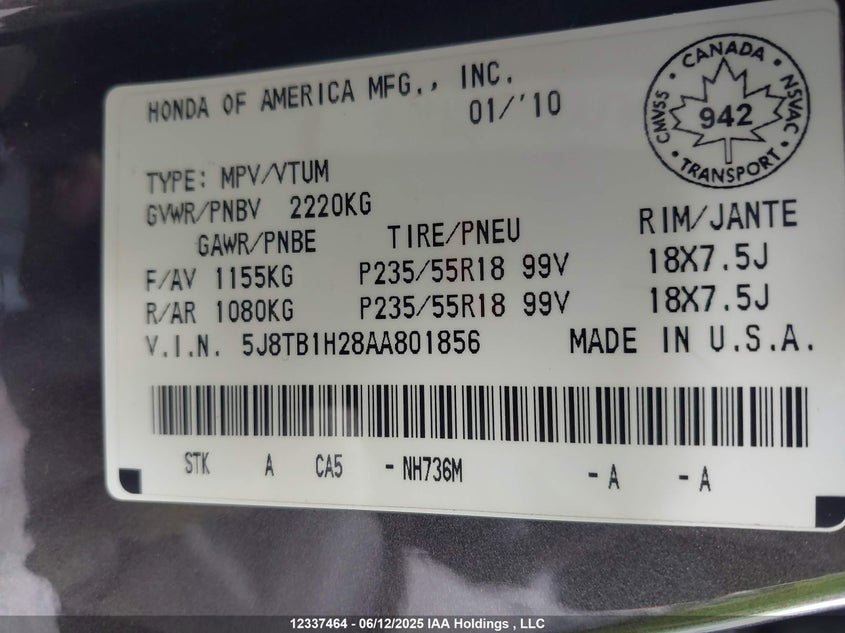 HONDA OF AMERICA MFG., INC.
01/'10
CANADA
CMVSS
NSVAC
942
TRANSPORT
TYPE: MPV/VTUM
GVWR/PNBV 2220KG
GAWR/PNBE TIRE/PNEU RIM/JANTE
F/AV 1155KG P235/55R18 99V 18X7.5J
R/AR 1080KG P235/55R18 99V 18X7.5J
V.I.N. 5J8TB1H28AA801856 MADE IN U.S.A.
STK A CA5 -NH736M -A -A
12337464 - 06/12/2025 IAA Holdings , LLC